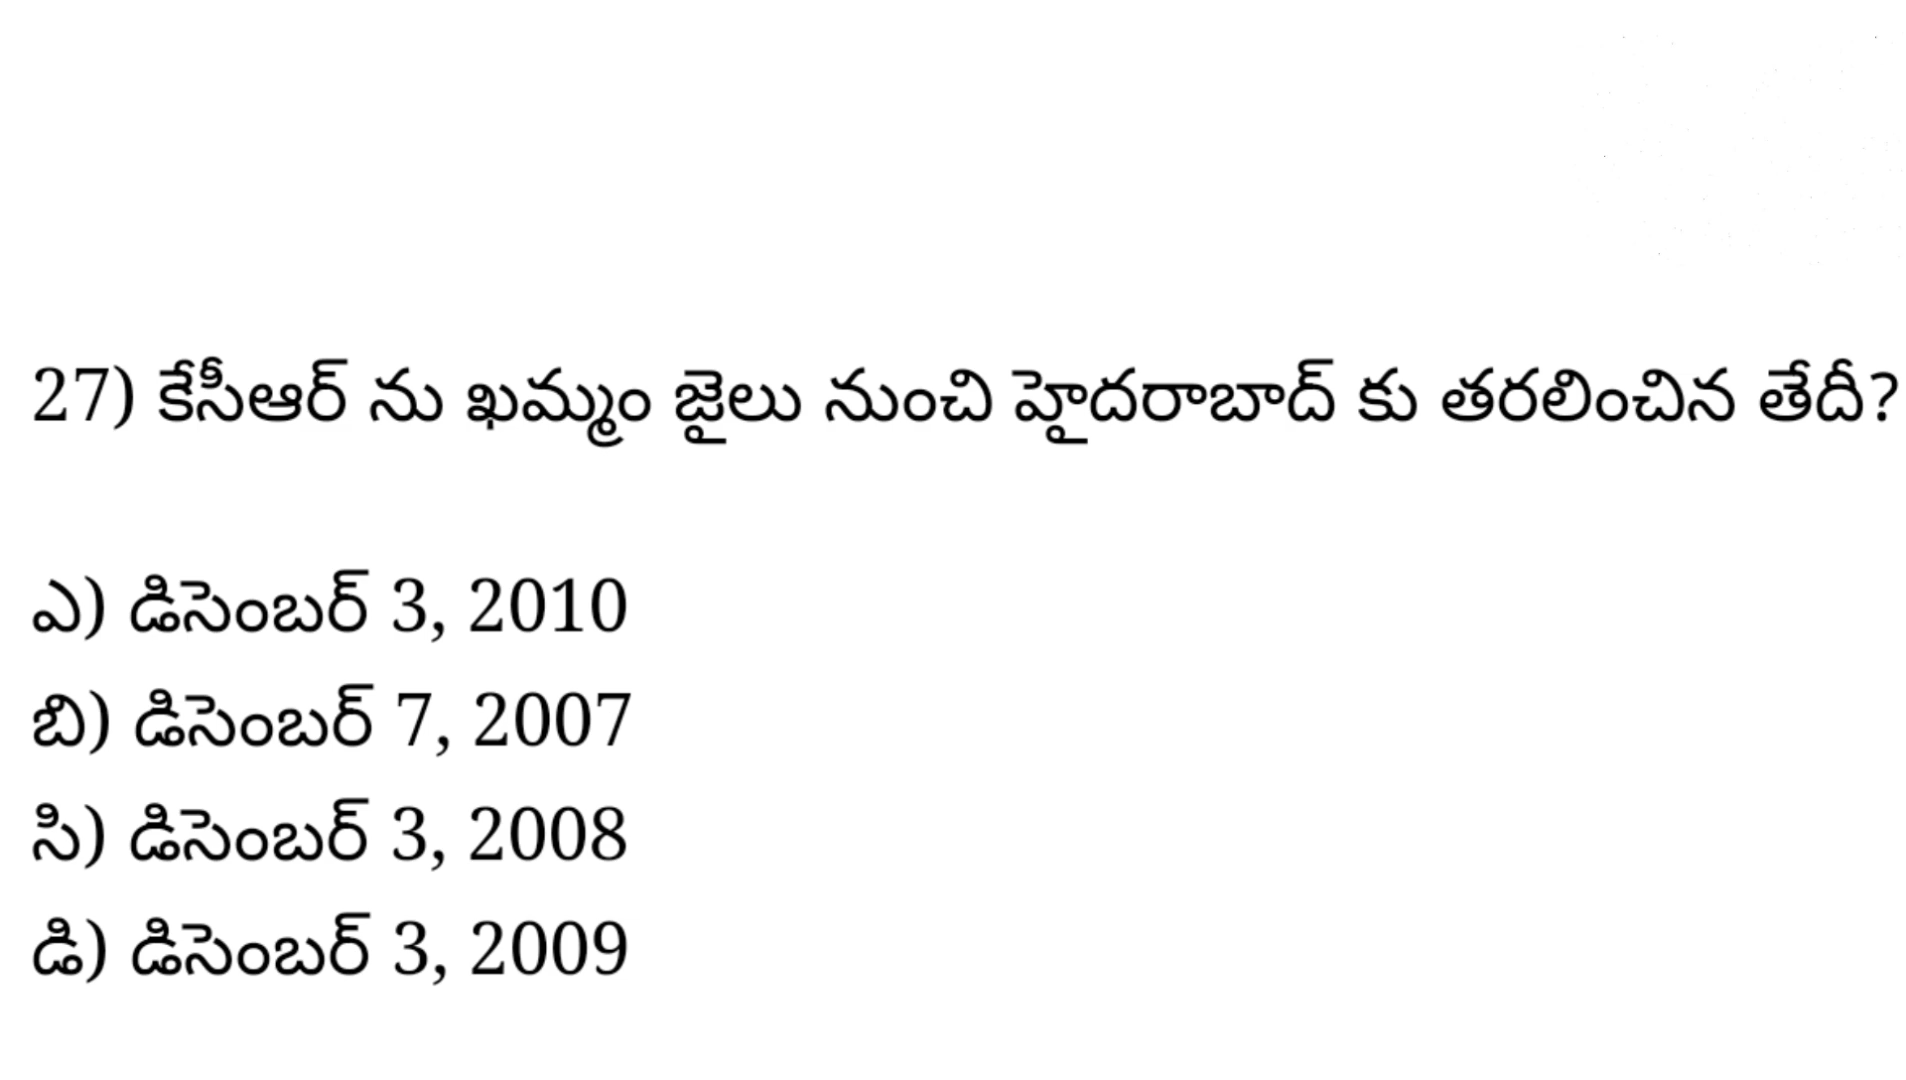 27) కేసీఆర్ ను ఖమ్మం జైలు నుంచి హైదరాబాద్ కు తరలించిన తేదీ?
ఎ) డిసెంబర్ 3, 2010
బి) డిసెంబర్ 7, 2007
సి) డిసెంబర్ 3, 2008
డి) డిసెంబర్ 3, 2009